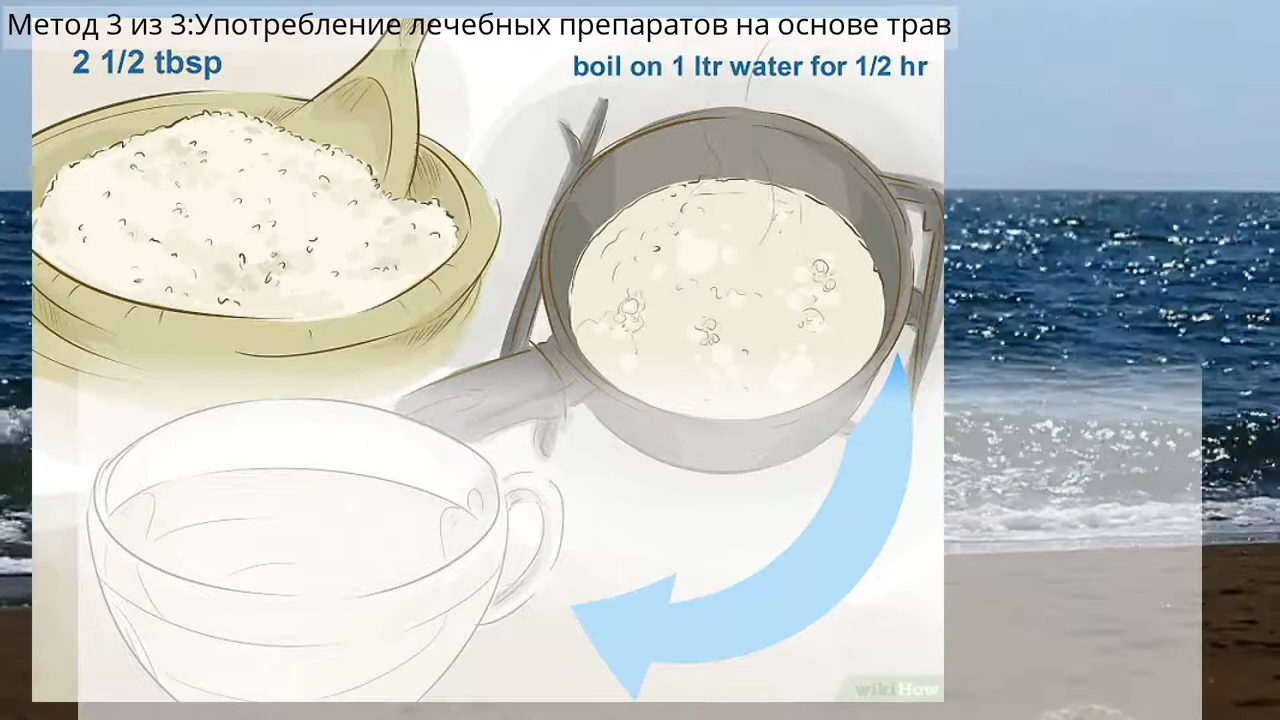 Метод 3 из 3:Употребление лечебных препаратов на основе трав
2 1/2 tbsp
boil on 1 ltr water for 1/2 hr
wikiHow